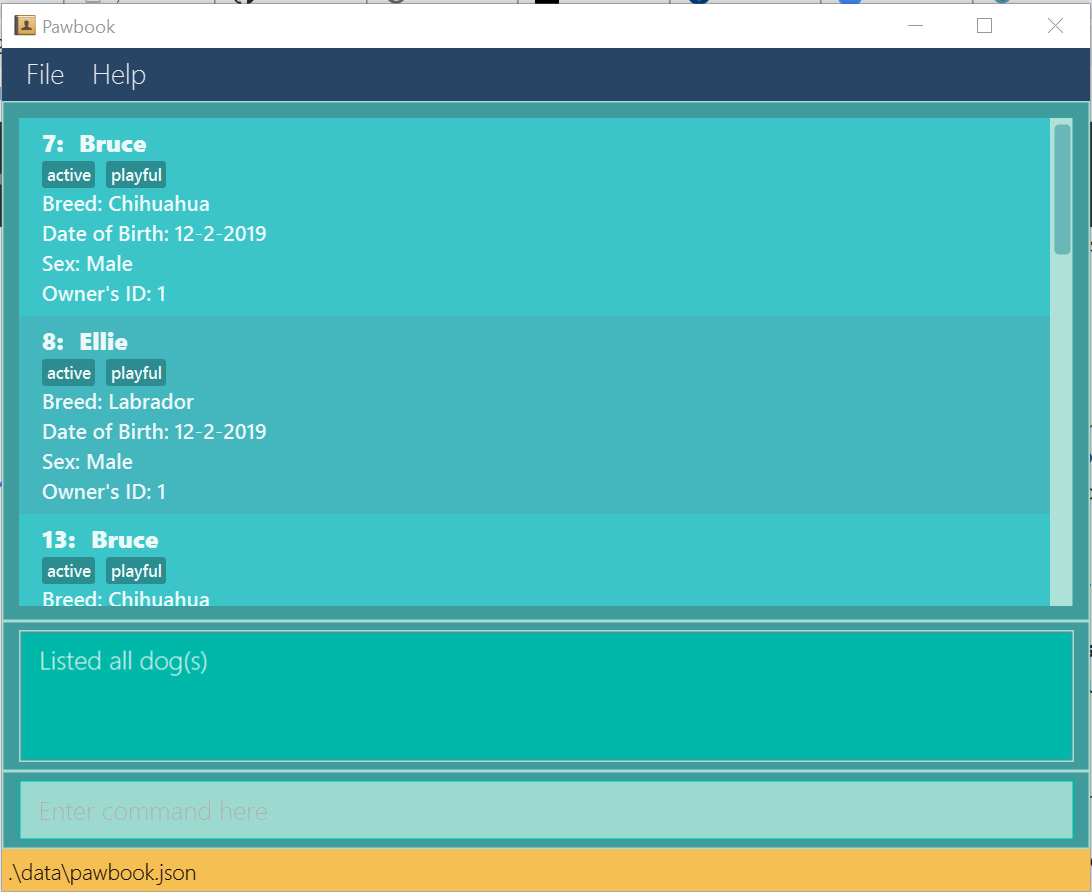 Pawbook
File Help
7: Bruce
active playful
Breed: Chihuahua
Date of Birth: 12-2-2019
Sex: Male
Owner's ID: 1
8: Ellie
active playful
Breed: Labrador
Date of Birth: 12-2-2019
Sex: Male
Owner's ID: 1
13: Bruce
active playful
Breed: Chihuahua
Listed all dog(s)
Enter command here
.\data\pawbook.json